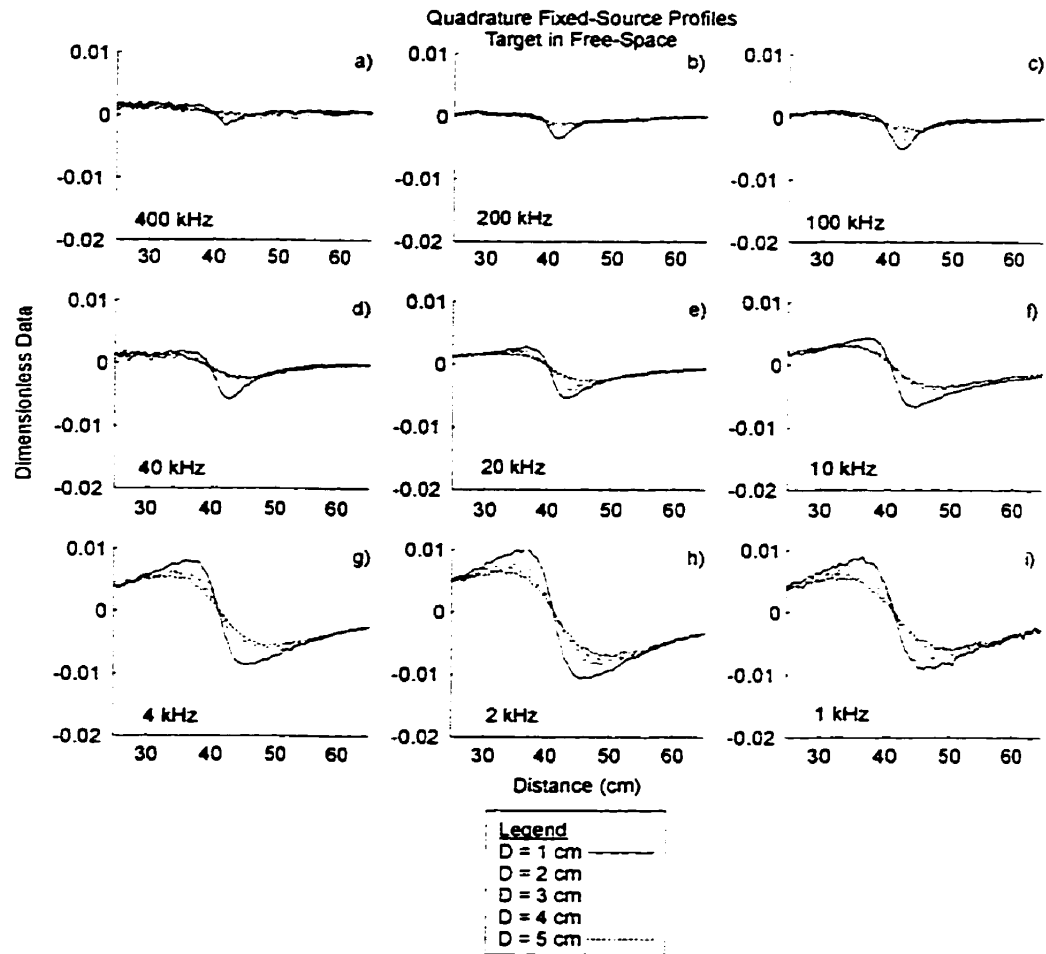 Quadrature Fixed-Source Profiles
Target in Free-Space
0.01 a) 0.01 b) 0.01 c)
0 0 0
-0.01 -0.01 -0.01
400 kHz 200 kHz 100 kHz
-0.02 -0.02 -0.02
30 40 50 60 30 40 50 60 30 40 50 60
Dimensionless Data
0.01 d) 0.01 e) 0.01 f)
0 0 0
-0.01 -0.01 -0.01
40 kHz 20 kHz 10 kHz
-0.02 -0.02 -0.02
30 40 50 60 30 40 50 60 30 40 50 60
0.01 g) 0.01 h) 0.01 i)
0 0 0
-0.01 -0.01 -0.01
4 kHz 2 kHz 1 kHz
-0.02 -0.02 -0.02
30 40 50 60 30 40 50 60 30 40 50 60
Distance (cm)
Legend
D = 1 cm
D = 2 cm
D = 3 cm
D = 4 cm
D = 5 cm